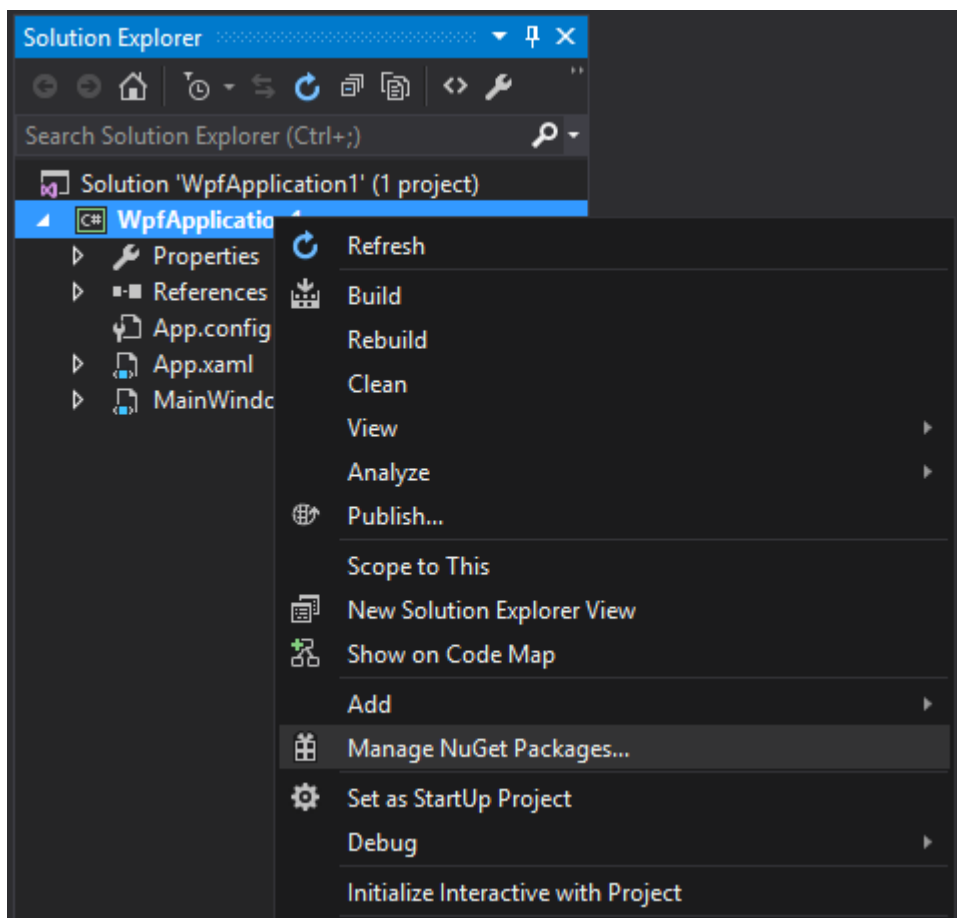 Solution Explorer
Search Solution Explorer (Ctrl+;)
Solution 'WpfApplication1' (1 project)
C# WpfApplicatio
Properties
References
App.config
App.xaml
MainWindo
Refresh
Build
Rebuild
Clean
View
Analyze
Publish...
Scope to This
New Solution Explorer View
Show on Code Map
Add
Manage NuGet Packages...
Set as StartUp Project
Debug
Initialize Interactive with Project